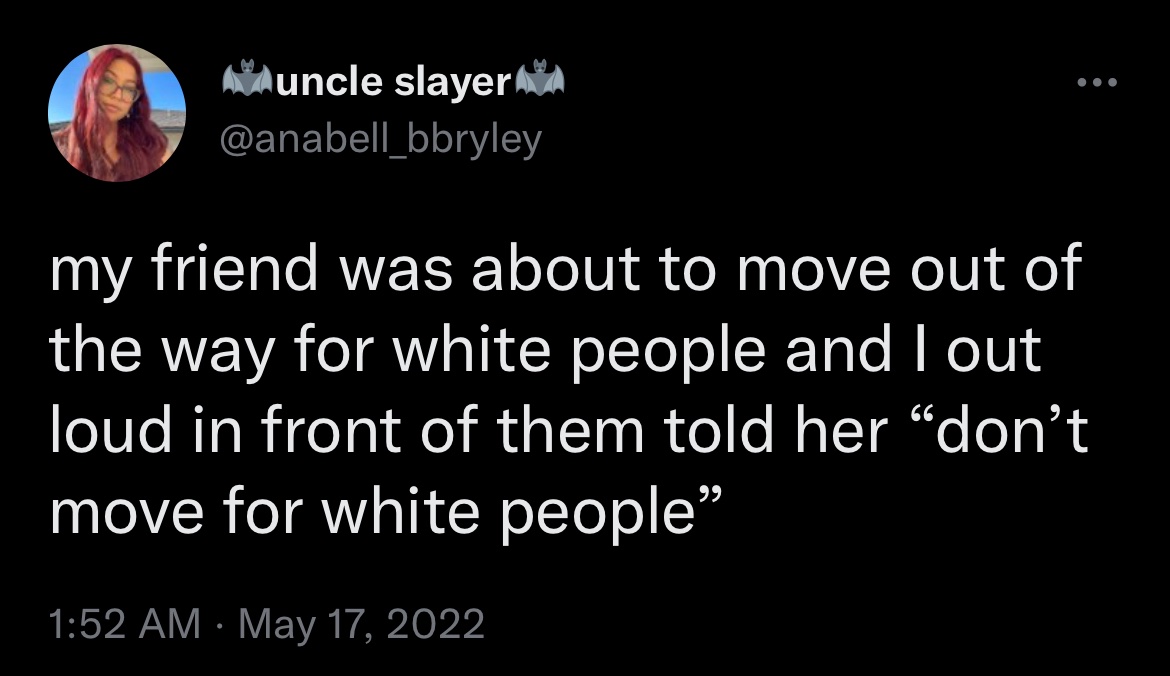 🦇uncle slayer🦇
@anabell_bbryley
my friend was about to move out of
the way for white people and I out
loud in front of them told her “don’t
move for white people”
1:52 AM · May 17, 2022